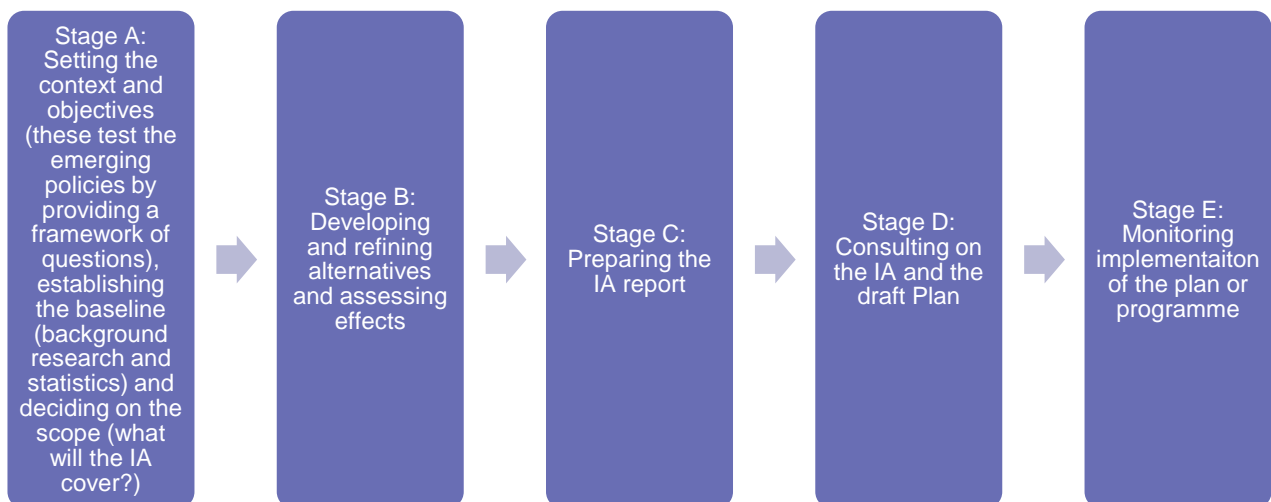 Stage A:
Setting the
context and
objectives
(these test the
emerging
policies by
providing a
framework of
questions),
establishing
the baseline
(background
research and
statistics) and
deciding on the
scope (what
will the IA
cover?)
Stage B:
Developing
and refining
alternatives
and assessing
effects
Stage C:
Preparing the
IA report
Stage D:
Consulting on
the IA and the
draft Plan
Stage E:
Monitoring
implementaiton
of the plan or
programme